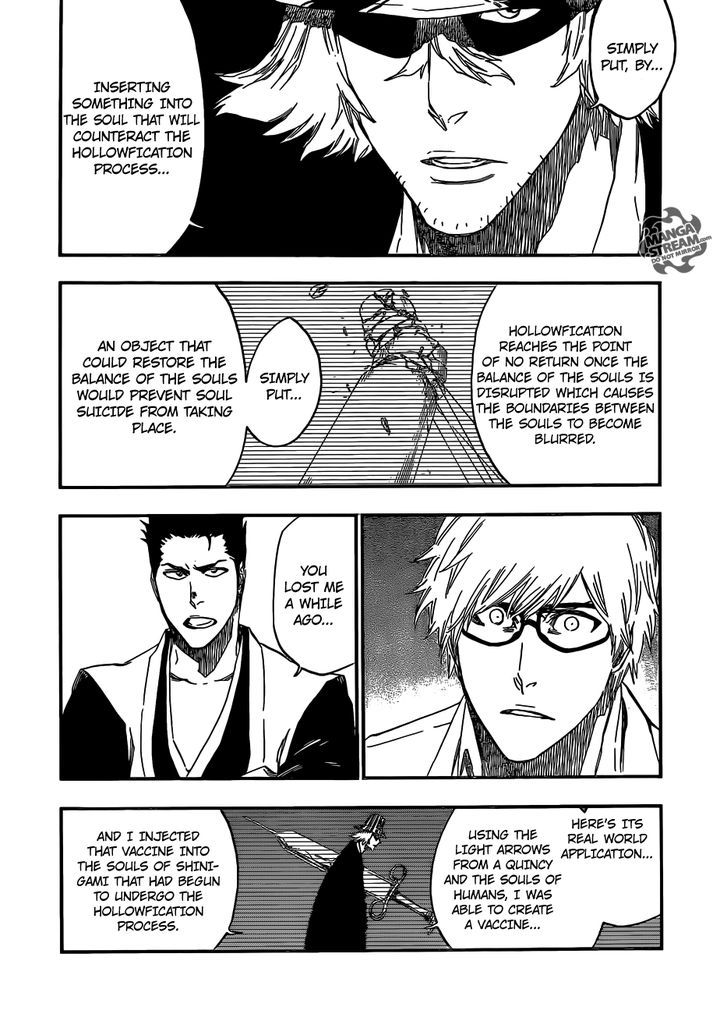 SIMPLY
PUT, BY...
INSERTING
SOMETHING INTO
THE SOUL THAT WILL
COUNTERACT THE
HOLLOWFICATION
PROCESS...
MANGA
STREAM.com
DO NOT MIRROR!
HOLLOWFICATION
REACHES THE POINT
OF NO RETURN ONCE THE
BALANCE OF THE SOULS IS
DISRUPTED WHICH CAUSES
THE BOUNDARIES BETWEEN
THE SOULS TO BECOME
BLURRED.
SIMPLY
PUT...
AN OBJECT THAT
COULD RESTORE THE
BALANCE OF THE SOULS
WOULD PREVENT SOUL
SUICIDE FROM TAKING
PLACE.
YOU
LOST ME
A WHILE
AGO...
HERE'S ITS
REAL WORLD
APPLICATION...
USING THE
LIGHT ARROWS
FROM A QUINCY
AND THE SOULS OF
HUMANS, I WAS
ABLE TO CREATE
A VACCINE...
AND I INJECTED
THAT VACCINE INTO
THE SOULS OF SHINI-
GAMI THAT HAD BEGUN
TO UNDERGO THE
HOLLOWFICATION
PROCESS.